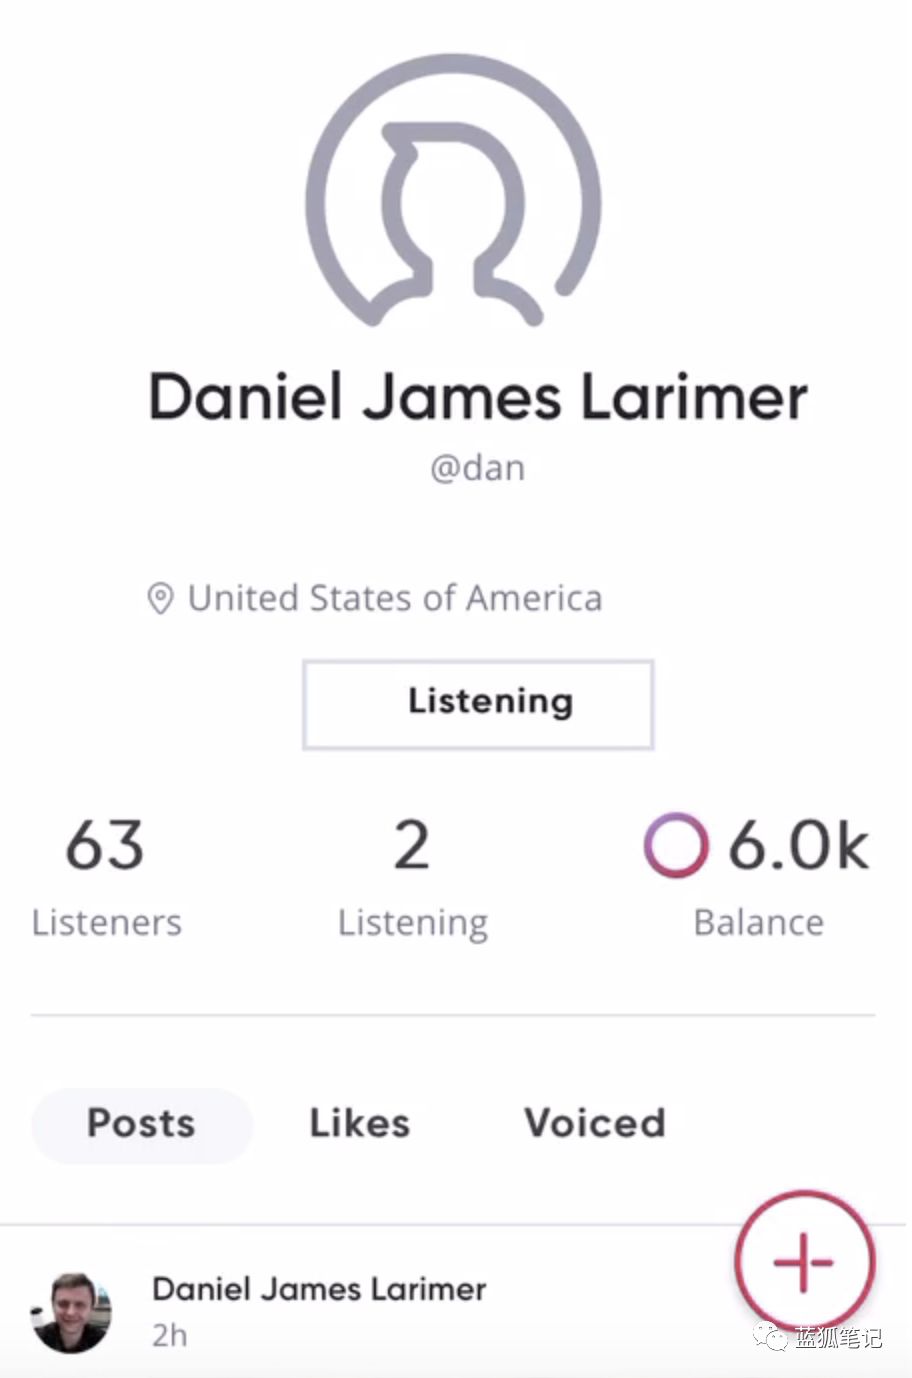 Daniel James Larimer
@dan
United States of America
Listening
63 2 6.0k
Listeners Listening Balance
Posts Likes Voiced
Daniel James Larimer
2h
蓝狐笔记